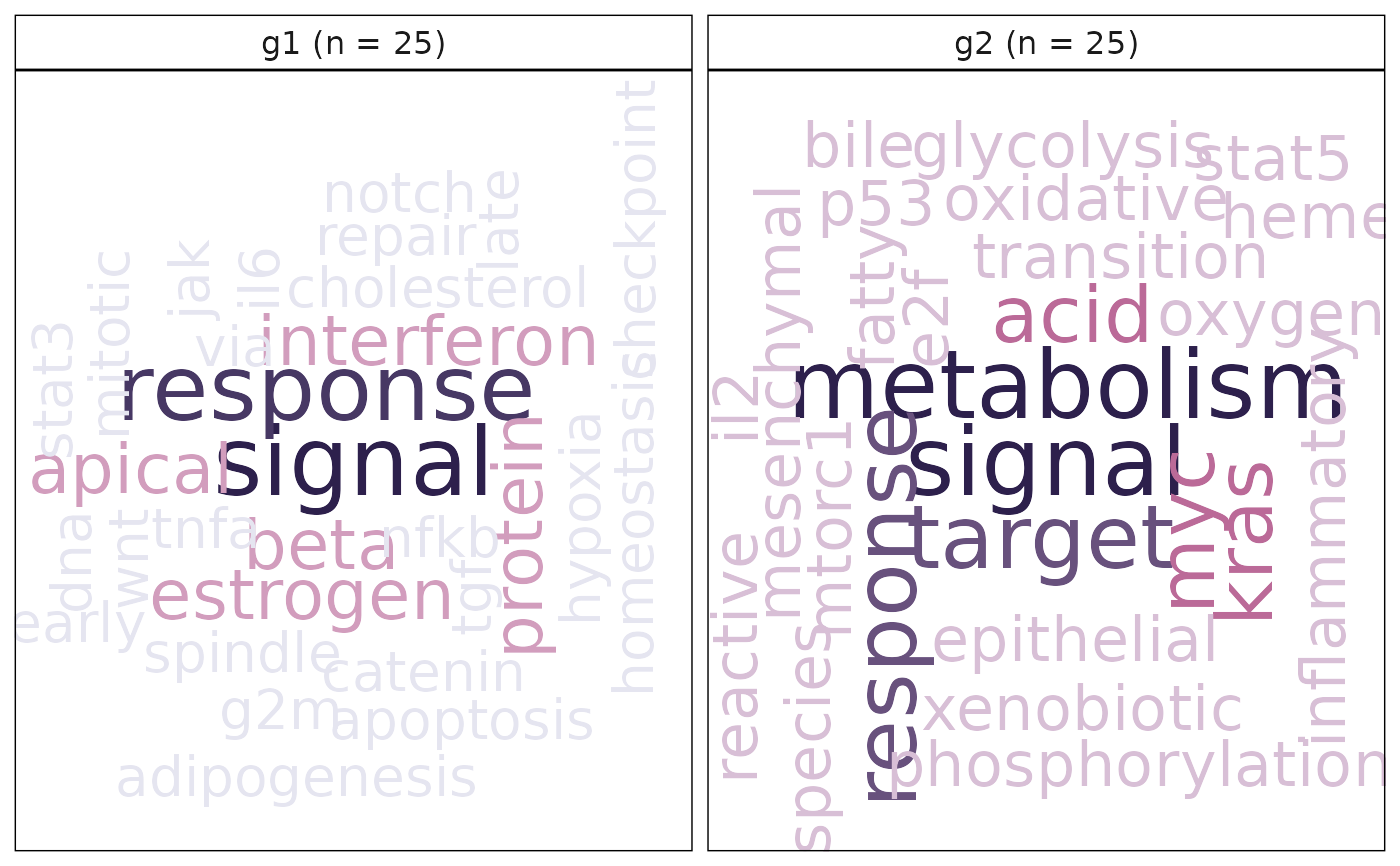 g1 (n = 25)
checkpoint
notch
late
repair
jak
il6
mitotic
cholesterol
interferon
via
stat3
response
homeostasis
signal
apical
protein
hypoxia
tnfa
nfkb
beta
dna
wnt
tgfb
estrogen
early
spindle
catenin
g2m
apoptosis
adipogenesis
g2 (n = 25)
bile
glycolysis
stat5
p53
oxidative
heme
mesenchymal
transition
fatty
e2f
acid
oxygen
metabolism
il2
inflammatory
response
signal
mtorc1
myc
kras
target
reactive
epithelial
species
xenobiotic
phosphorylation